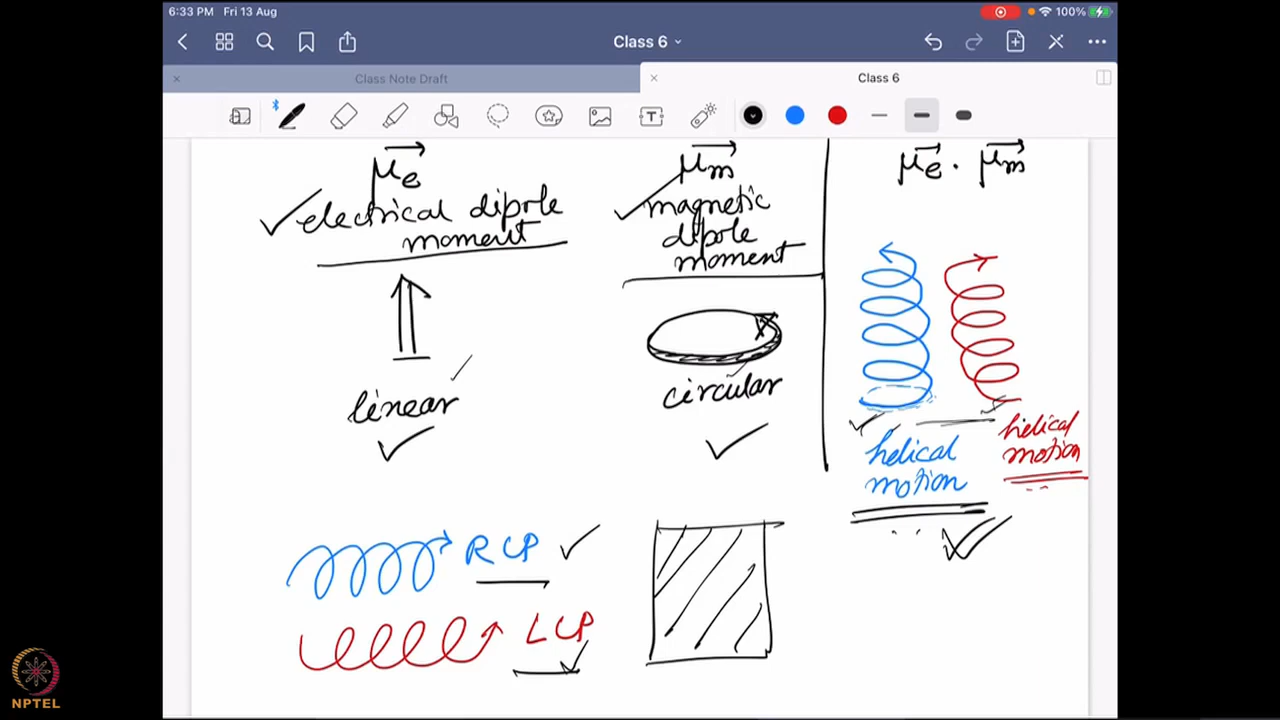 6:33 PM Fri 13 Aug
100%
Class 6
Class Note Draft
Class 6
T
μe
electrical dipole
moment
linear
μm
magnetic
dipole
moment
circular
μe · μm
helical
motion
helical
motion
RCP
LCP
NPTEL